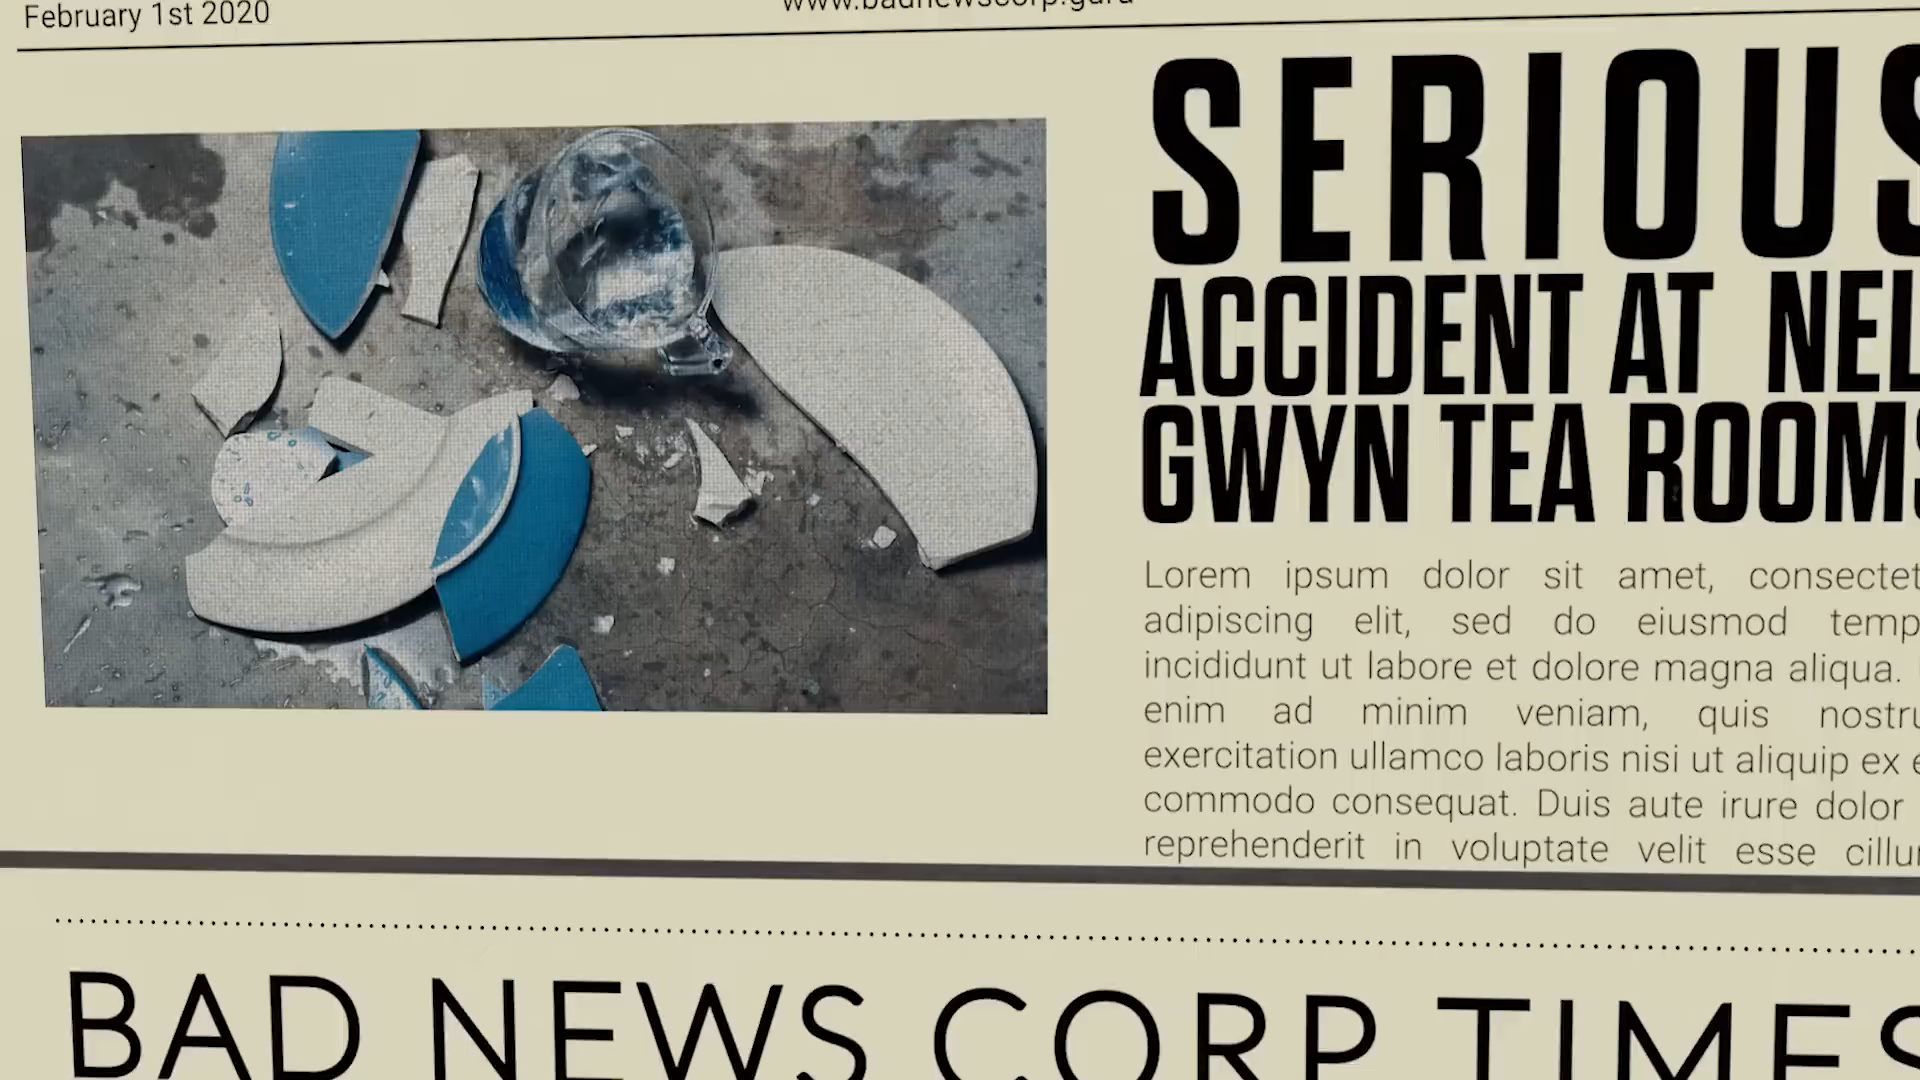 February 1st 2020
www.badnewscorp.guru
SERIOUS
ACCIDENT AT NEL
GWYN TEA ROOMS
Lorem ipsum dolor sit amet, consectet
adipiscing elit, sed do eiusmod temp
incididunt ut labore et dolore magna aliqua.
enim ad minim veniam, quis nostru
exercitation ullamco laboris nisi ut aliquip ex e
commodo consequat. Duis aute irure dolor
reprehenderit in voluptate velit esse cillu
BAD NEWS CORP TIMES